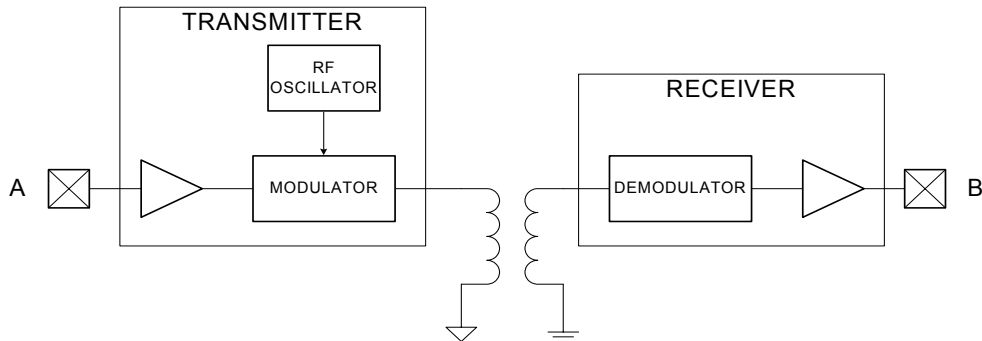 TRANSMITTER
RF
OSCILLATOR
RECEIVER
A
MODULATOR
DEMODULATOR
B